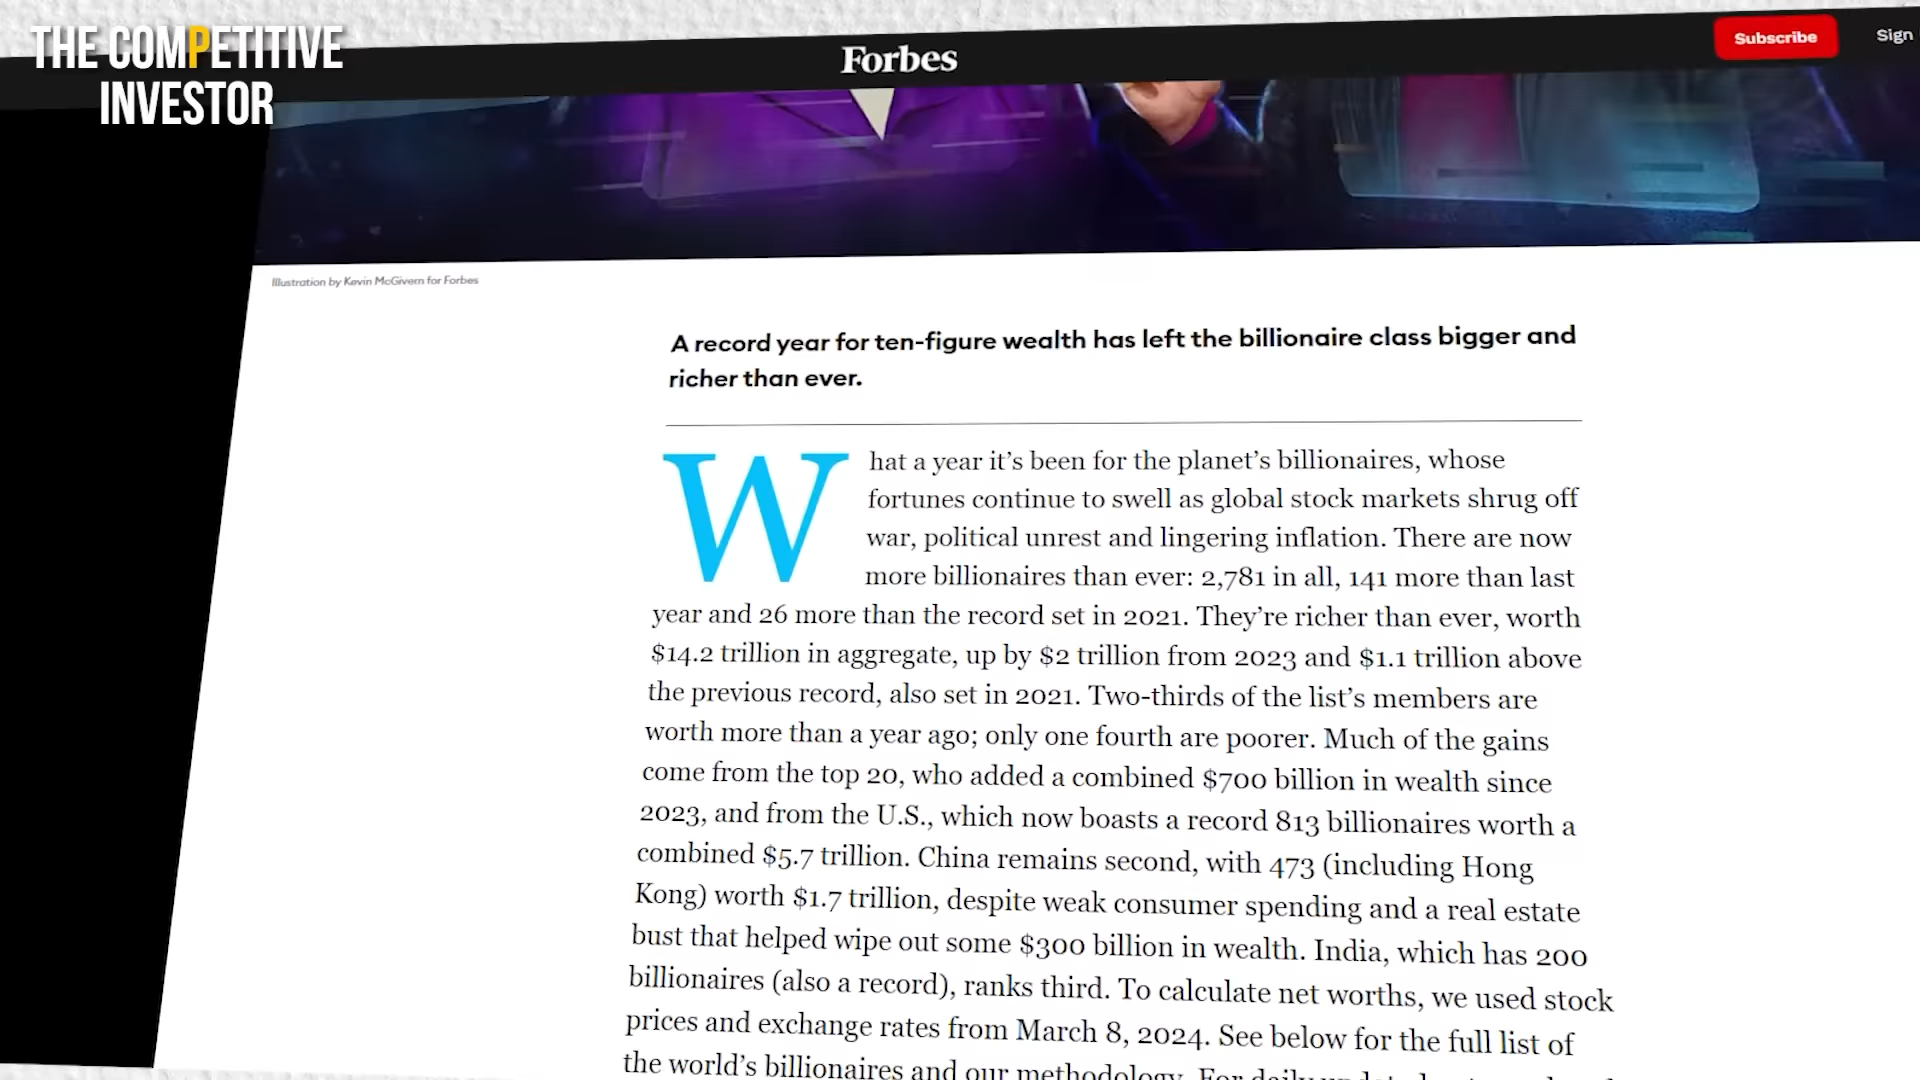 THE COMPETITIVE
INVESTOR
Forbes
Subscribe
Sign
Illustration by Kevin McGivern for Forbes
A record year for ten-figure wealth has left the billionaire class bigger and
richer than ever.
What a year it's been for the planet's billionaires, whose
fortunes continue to swell as global stock markets shrug off
war, political unrest and lingering inflation. There are now
more billionaires than ever: 2,781 in all, 141 more than last
year and 26 more than the record set in 2021. They're richer than ever, worth
$14.2 trillion in aggregate, up by $2 trillion from 2023 and $1.1 trillion above
the previous record, also set in 2021. Two-thirds of the list's members are
worth more than a year ago; only one fourth are poorer. Much of the gains
come from the top 20, who added a combined $700 billion in wealth since
2023, and from the U.S., which now boasts a record 813 billionaires worth a
combined $5.7 trillion. China remains second, with 473 (including Hong
Kong) worth $1.7 trillion, despite weak consumer spending and a real estate
bust that helped wipe out some $300 billion in wealth. India, which has 200
billionaires (also a record), ranks third. To calculate net worths, we used stock
prices and exchange rates from March 8, 2024. See below for the full list of
the world's billionaires and our methodology. For daily